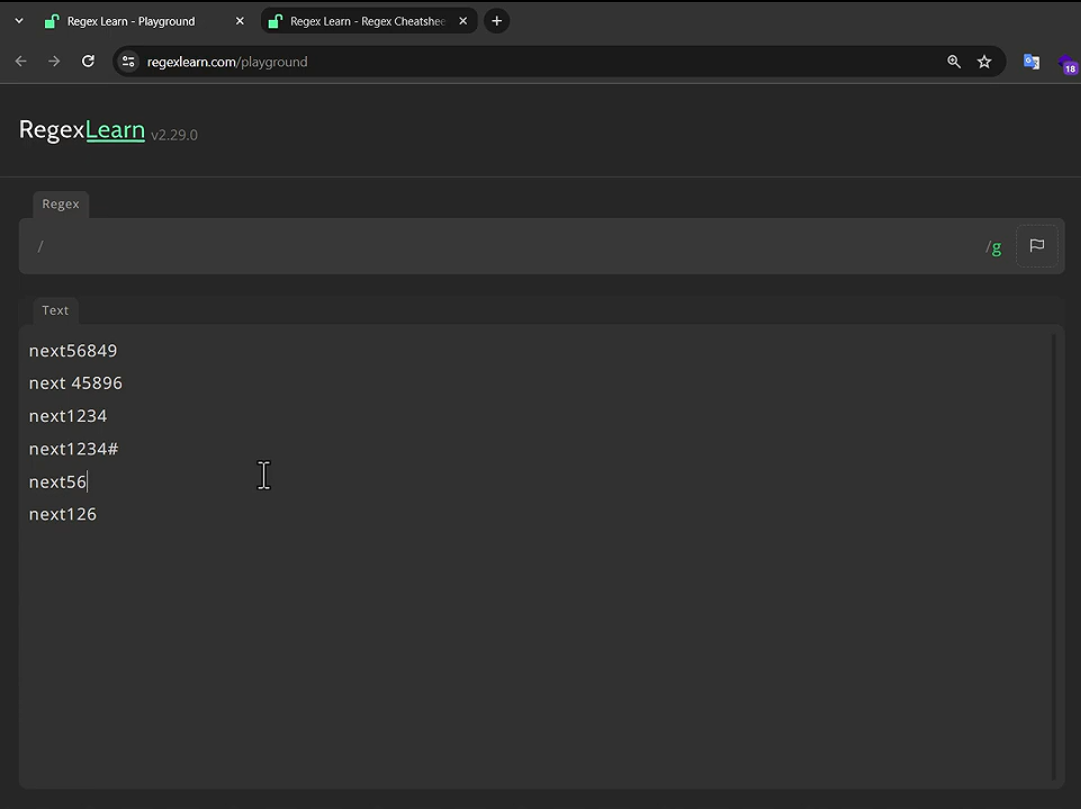 Regex Learn - Playground
Regex Learn - Regex Cheatshe
regexlearn.com/playground
18
RegexLearn v2.29.0
Regex
/ /g
Text
next56849
next 45896
next1234
next1234#
next56
next126